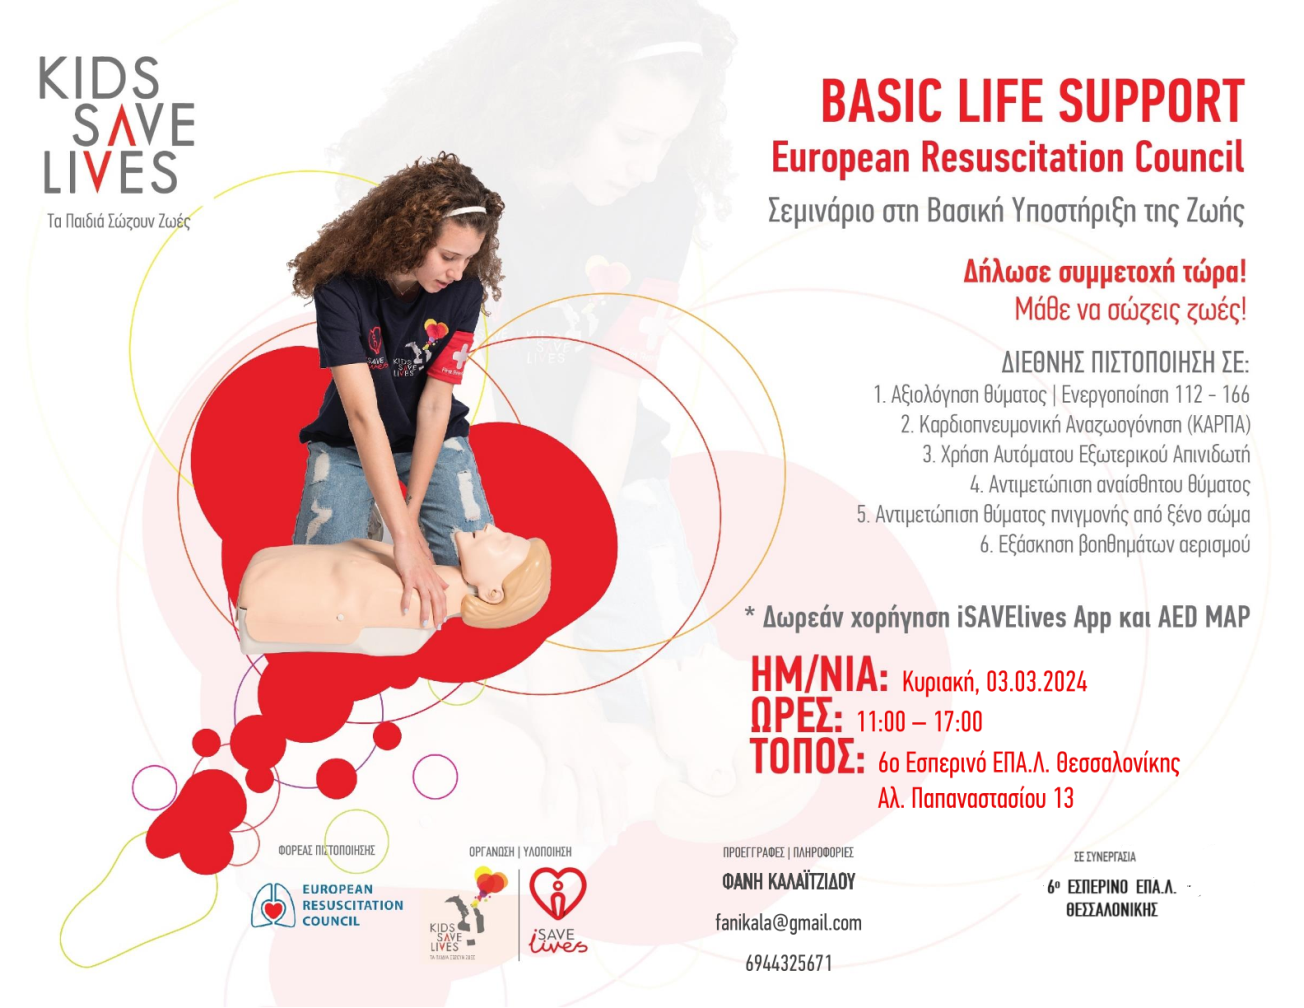 KIDS
SAVE
LIVES
Τα Παιδιά Σώζουν Ζωές
BASIC LIFE SUPPORT
European Resuscitation Council
Σεμινάριο στη Βασική Υποστήριξη της Ζωής
Δήλωσε συμμετοχή τώρα!
Μάθε να σώζεις ζωές!
ΔΙΕΘΝΗΣ ΠΙΣΤΟΠΟΙΗΣΗ ΣΕ:
1. Αξιολόγηση θύματος | Ενεργοποίηση 112 - 166
2. Καρδιοπνευμονική Αναζωογόνηση (ΚΑΡΠΑ)
3. Χρήση Αυτόματου Εξωτερικού Απινιδωτή
4. Αντιμετώπιση αναίσθητου θύματος
5. Αντιμετώπιση θύματος πνιγμονής από ξένο σώμα
6. Εξάσκηση βοηθημάτων αερισμού
* Δωρεάν χορήγηση iSAVElives App και AED MAP
ΗΜ/ΝΙΑ: Κυριακή, 03.03.2024
ΩΡΕΣ: 11:00 – 17:00
ΤΟΠΟΣ: 6ο Εσπερινό ΕΠΑ.Λ. Θεσσαλονίκης
Αλ. Παπαναστασίου 13
KIDS
SAVE
LIVES
ΦΟΡΕΑΣ ΠΙΣΤΟΠΟΙΗΣΗΣ
EUROPEAN
RESUSCITATION
COUNCIL
ΟΡΓΑΝΩΣΗ | ΥΛΟΠΟΙΗΣΗ
KIDS
SAVE
LIVES
iSAVE
Lives
ΠΡΟΕΓΓΡΑΦΕΣ | ΠΛΗΡΟΦΟΡΙΕΣ
ΦΑΝΗ ΚΑΛΑΪΤΖΙΔΟΥ
fanikala@gmail.com
6944325671
ΣΕ ΣΥΝΕΡΓΑΣΙΑ
6ο ΕΣΠΕΡΙΝΟ ΕΠΑ.Λ.
ΘΕΣΣΑΛΟΝΙΚΗΣ